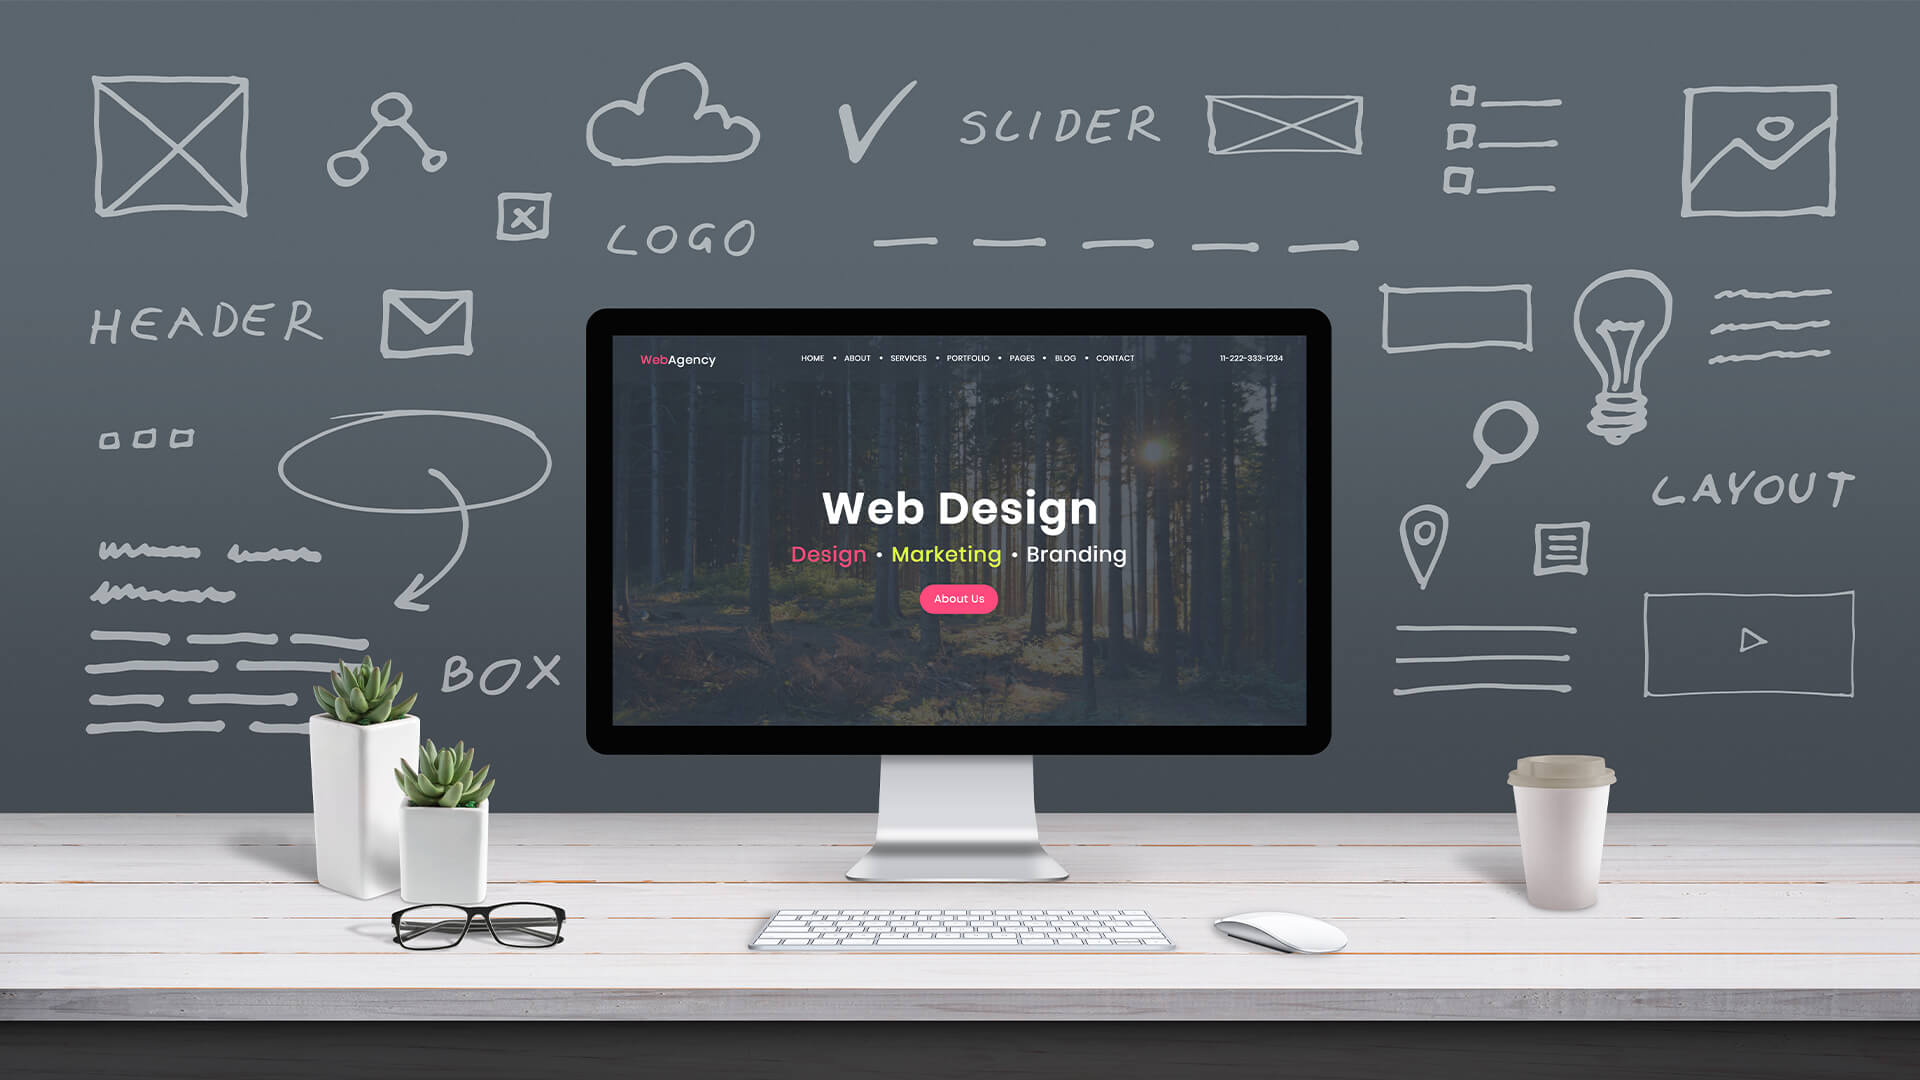 SLIDER
LOGO
HEADER
WebAgency
HOME • ABOUT • SERVICES • PORTFOLIO • PAGES • BLOG • CONTACT
11-222-333-1234
LAYOUT
Web Design
Design • Marketing • Branding
About Us
BOX